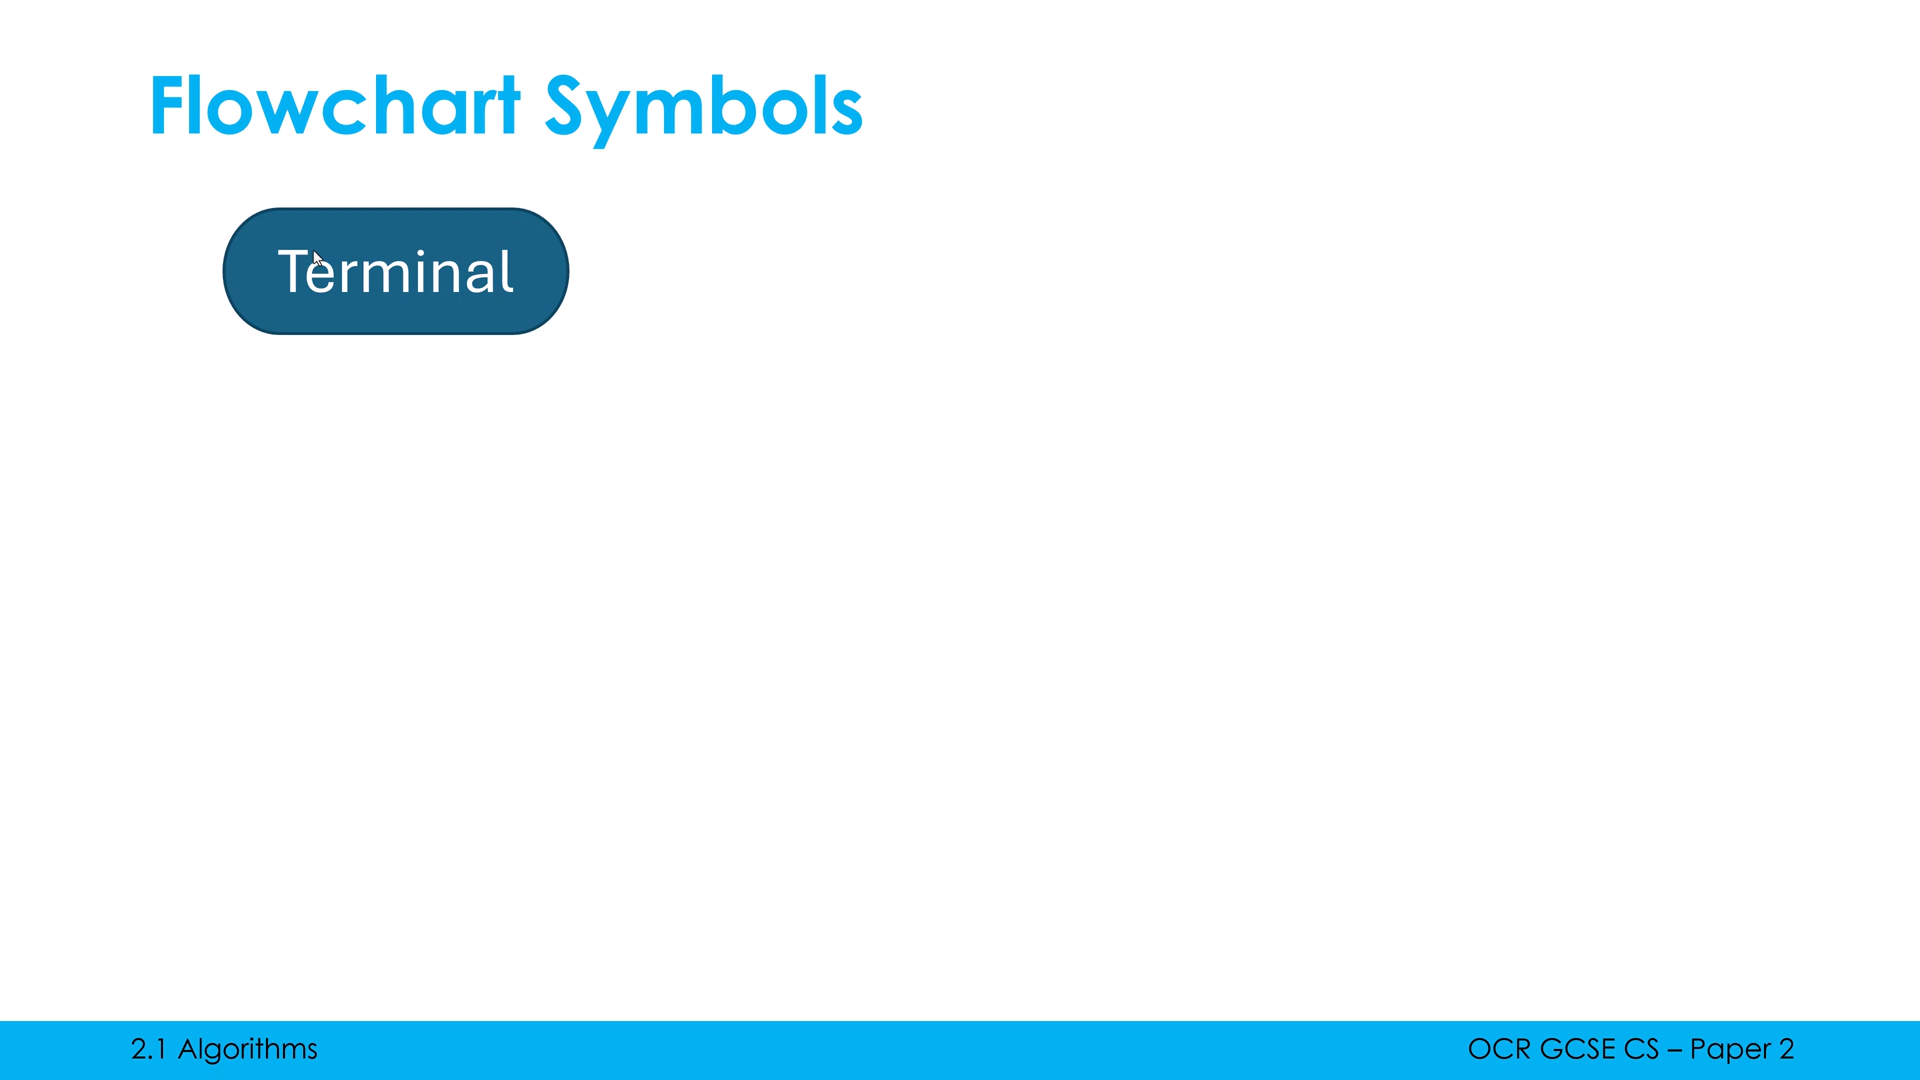 Flowchart Symbols
Terminal
2.1 Algorithms
OCR GCSE CS – Paper 2